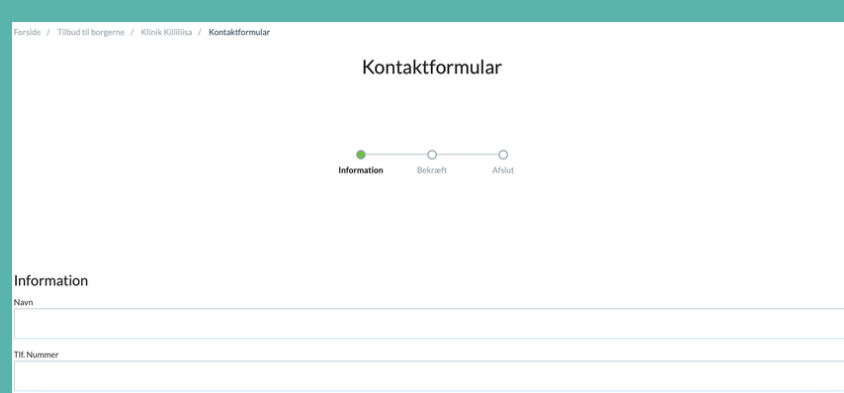 Forside / Tilbud til borgerne / Klinik Killiliisa / Kontaktformular
Kontaktformular
Information Bekræft Afslut
Information
Navn
Tlf. Nummer